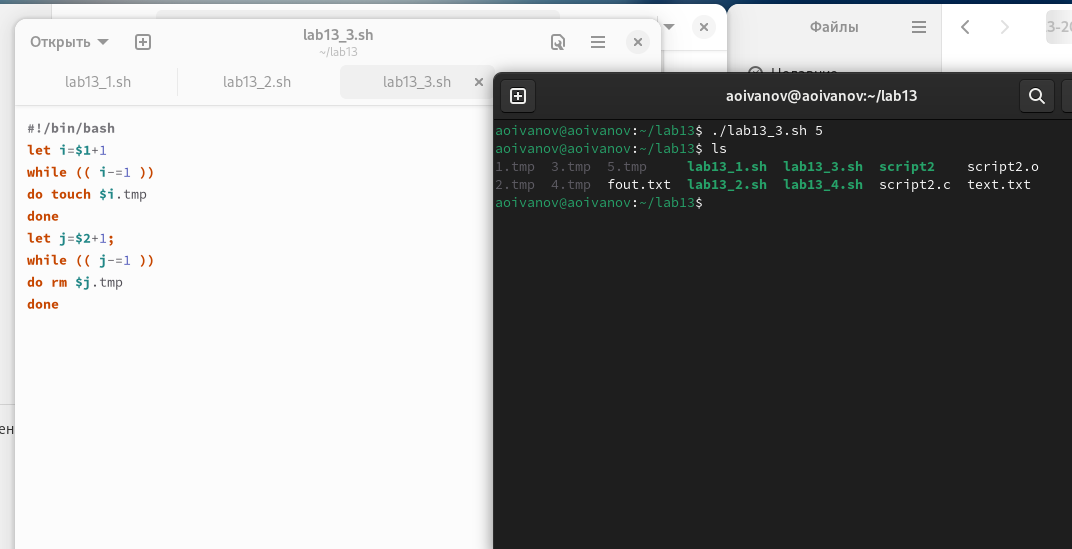 Открыть
lab13_3.sh
~/lab13
lab13_1.sh
lab13_2.sh
lab13_3.sh
#!/bin/bash
let i=$1+1
while (( i-=1 ))
do touch $i.tmp
done
let j=$2+1;
while (( j-=1 ))
do rm $j.tmp
done
Файлы
3-20
aoivanov@aoivanov:~/lab13
aoivanov@aoivanov:~/lab13$ ./lab13_3.sh 5
aoivanov@aoivanov:~/lab13$ ls
1.tmp 3.tmp 5.tmp lab13_1.sh lab13_3.sh script2 script2.o
2.tmp 4.tmp fout.txt lab13_2.sh lab13_4.sh script2.c text.txt
aoivanov@aoivanov:~/lab13$
ен